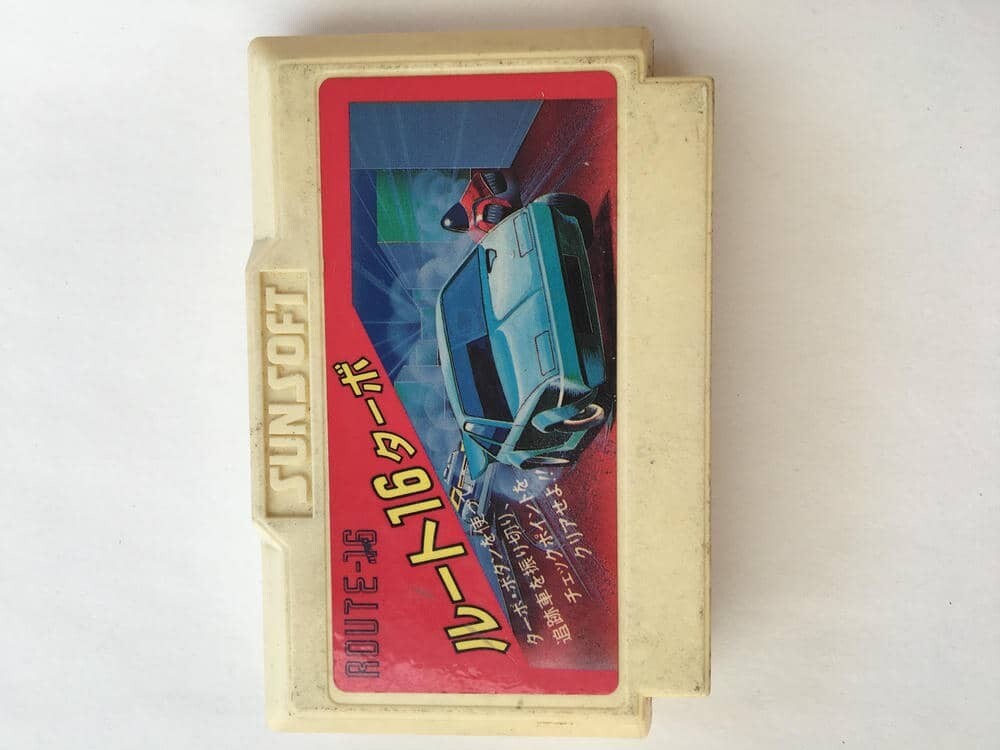 SUNSOFT
ROUTE-16
ルート16ターボ
ターボ・ボタンを使う、
追跡車を振り切り、
チェックポイントを
クリアせよ!!